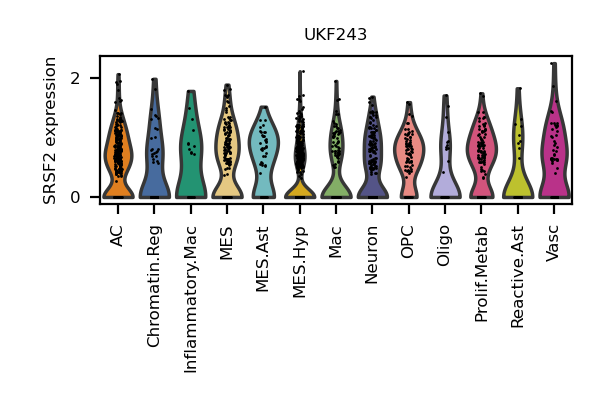 UKF243
SRSF2 expression
2
0
AC
Chromatin.Reg
Inflammatory.Mac
MES
MES.Ast
MES.Hyp
Mac
Neuron
OPC
Oligo
Prolif.Metab
Reactive.Ast
Vasc